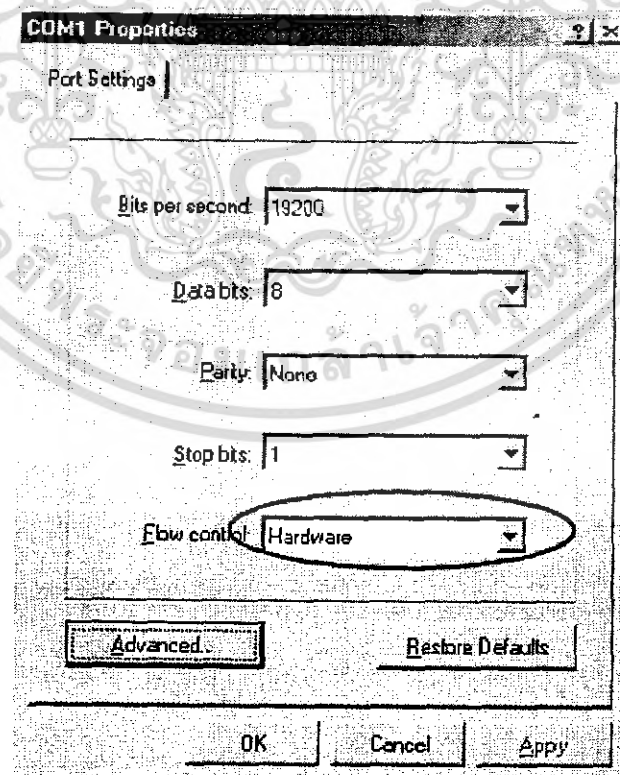 COM1 Properties
Port Settings
Bits per second: 19200
Data bits: 8
Parity: None
Stop bits: 1
Flow control: Hardware
Advanced...
Restore Defaults
OK
Cancel
Apply